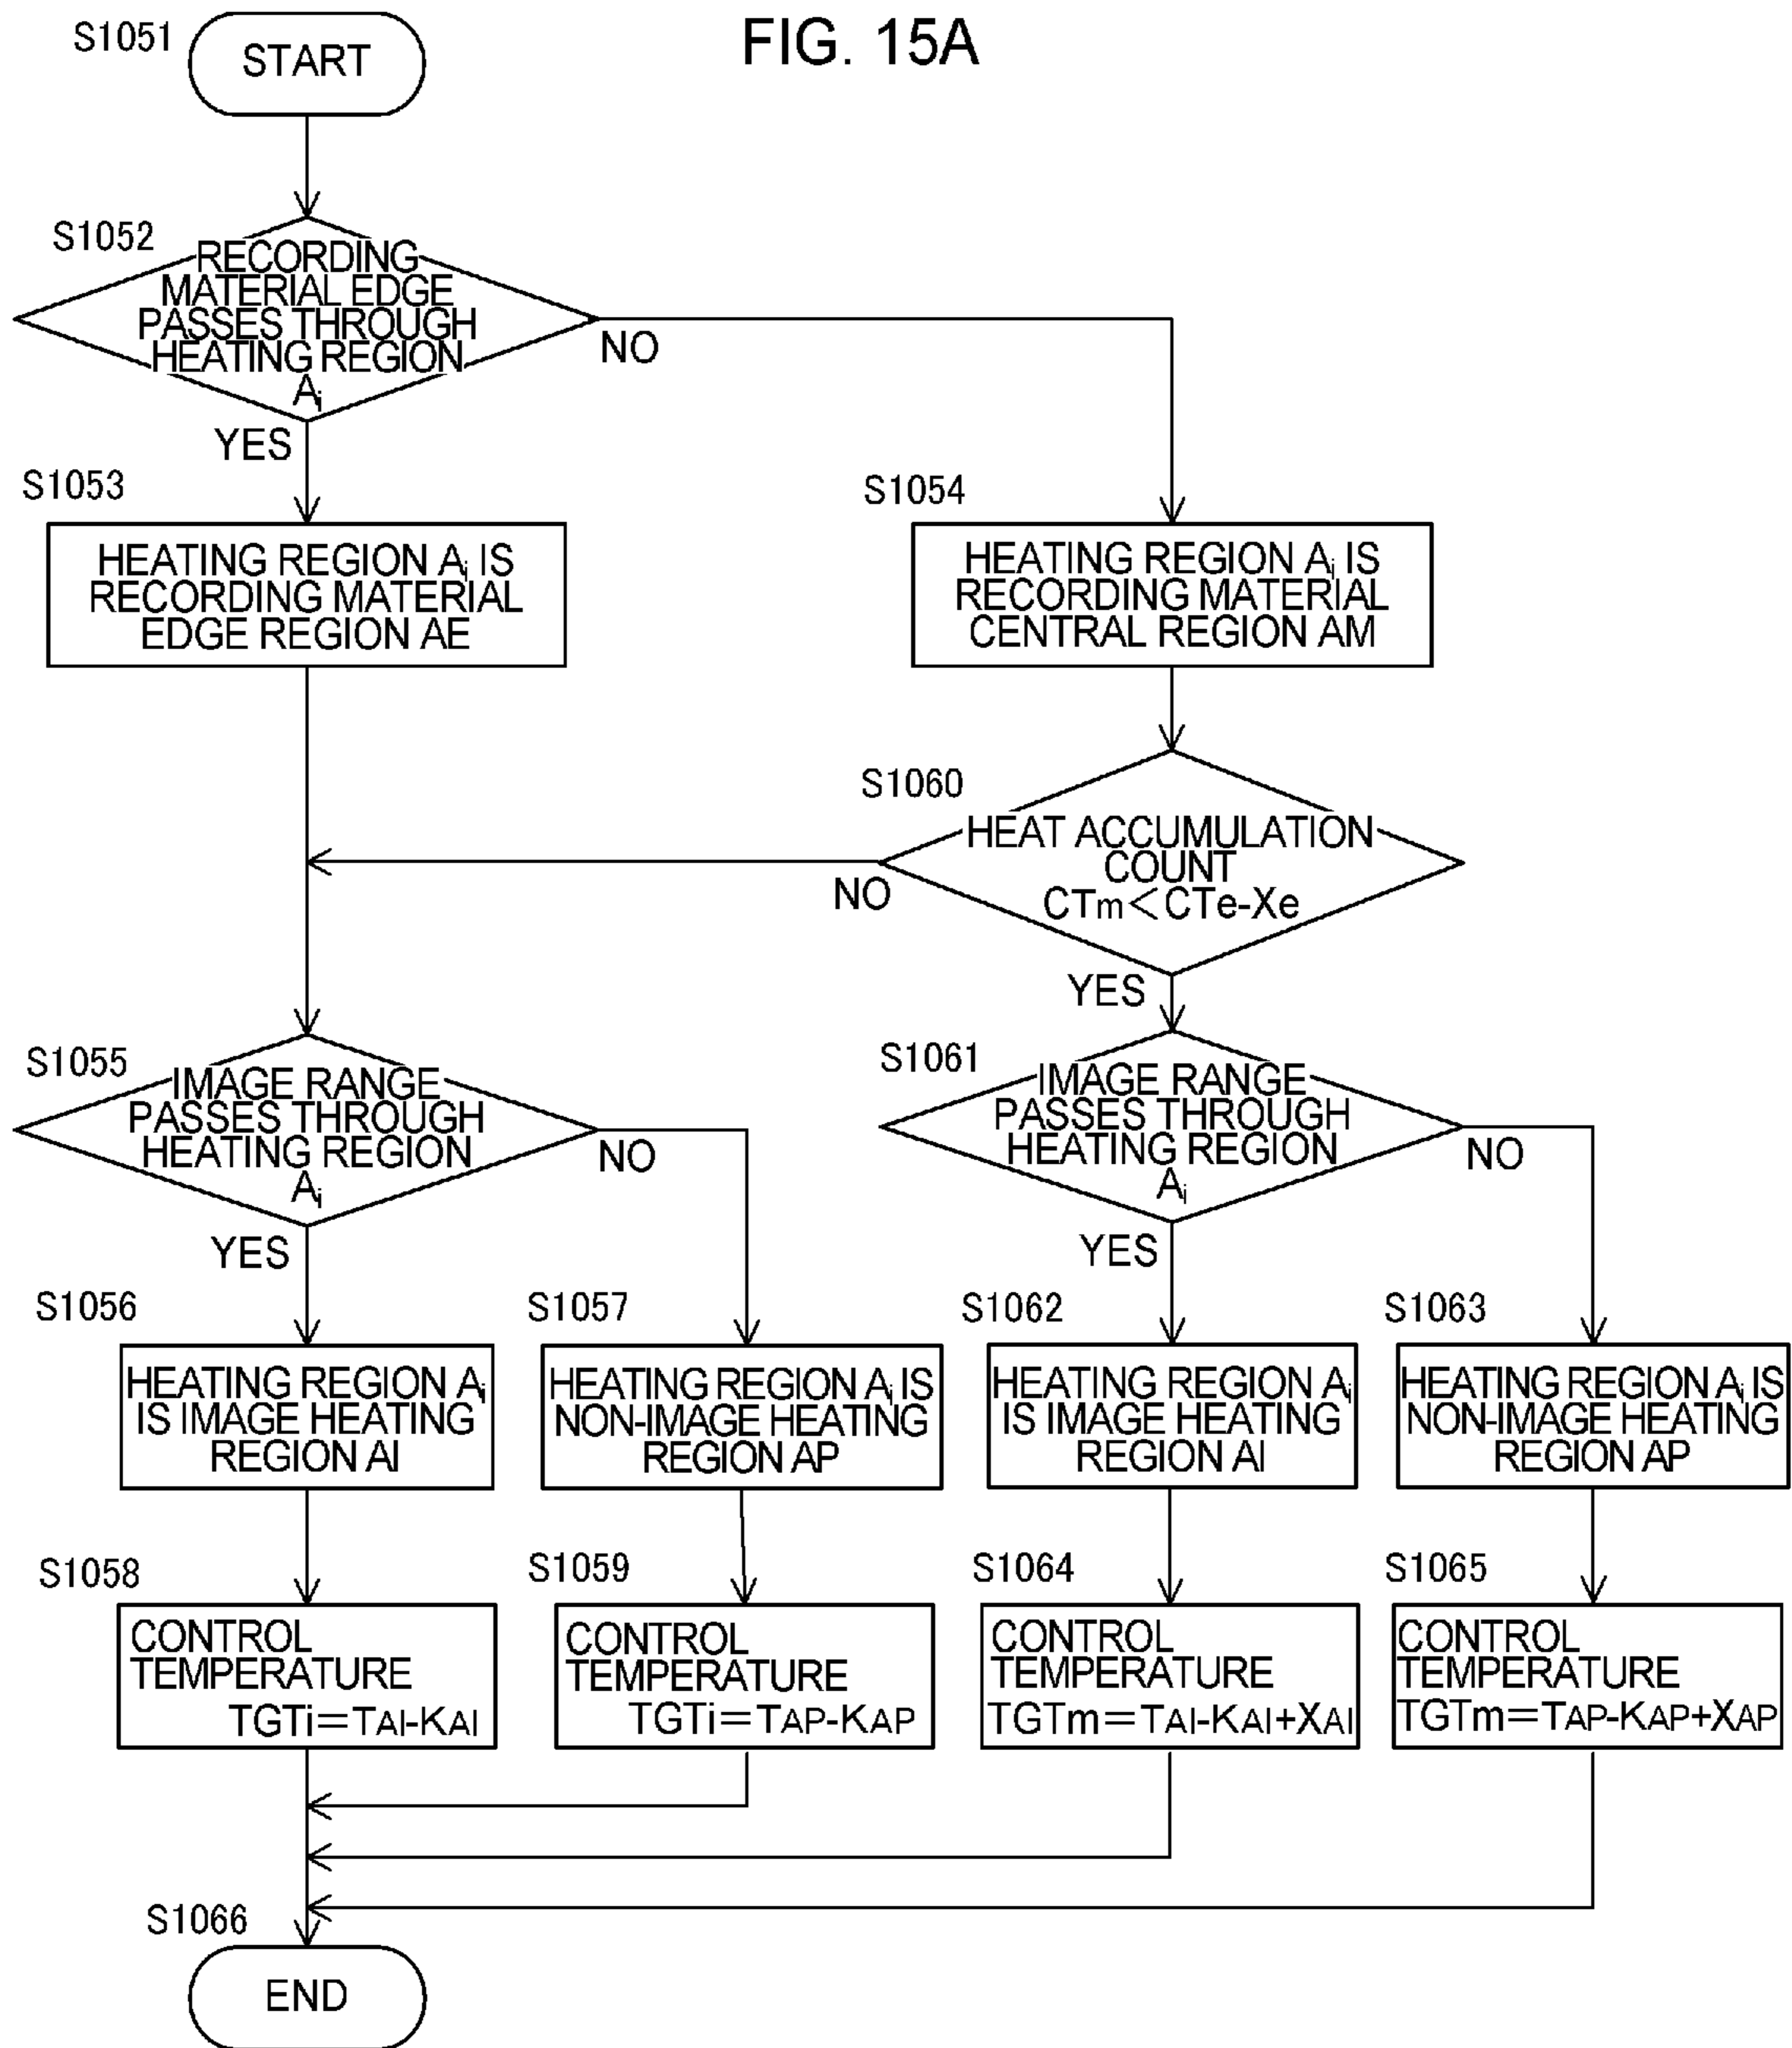 FIG. 15A
S1051
START
S1052
RECORDING
MATERIAL EDGE
PASSES THROUGH
HEATING REGION
Ai
NO
YES
S1053
HEATING REGION Ai IS
RECORDING MATERIAL
EDGE REGION AE
S1054
HEATING REGION Ai IS
RECORDING MATERIAL
CENTRAL REGION AM
S1060
HEAT ACCUMULATION
COUNT
CTm<CTe-Xe
NO
YES
S1055
IMAGE RANGE
PASSES THROUGH
HEATING REGION
Ai
NO
YES
S1061
IMAGE RANGE
PASSES THROUGH
HEATING REGION
Ai
NO
YES
S1056
HEATING REGION Ai
IS IMAGE HEATING
REGION AI
S1057
HEATING REGION Ai IS
NON-IMAGE HEATING
REGION AP
S1062
HEATING REGION Ai
IS IMAGE HEATING
REGION AI
S1063
HEATING REGION Ai IS
NON-IMAGE HEATING
REGION AP
S1058
CONTROL
TEMPERATURE
TGTi=TAI-KAI
S1059
CONTROL
TEMPERATURE
TGTi=TAP-KAP
S1064
CONTROL
TEMPERATURE
TGTm=TAI-KAI+XAI
S1065
CONTROL
TEMPERATURE
TGTm=TAP-KAP+XAP
S1066
END